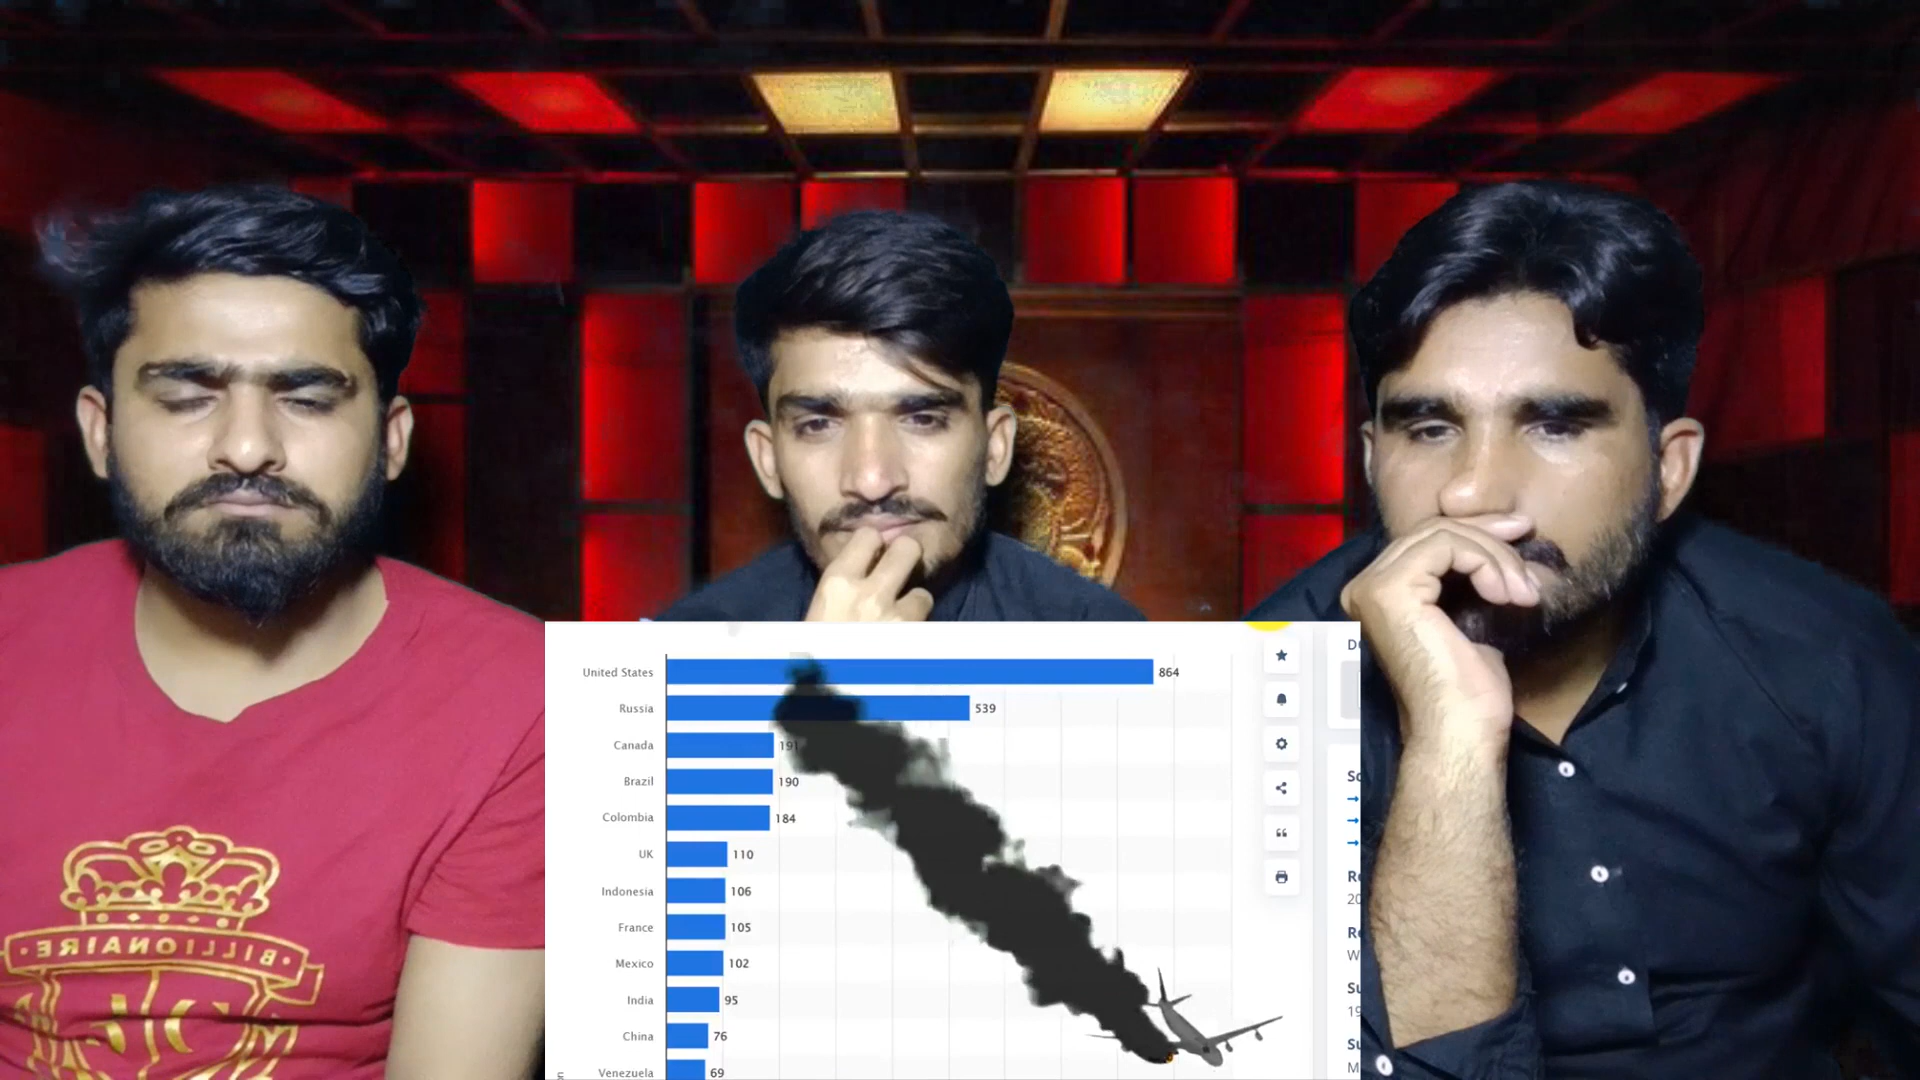 United States 864
Russia 539
Canada 191
Brazil 190
Colombia 184
UK 110
Indonesia 106
France 105
Mexico 102
India 95
China 76
Venezuela 69
BILLIONAIRE